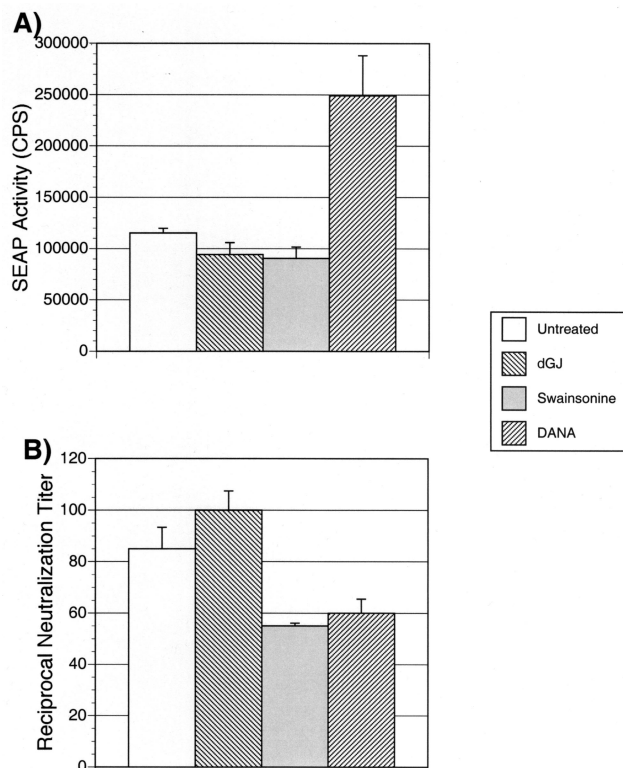 A)
SEAP Activity (CPS)
300000
250000
200000
150000
100000
50000
0
Untreated
dGJ
Swainsonine
DANA
B)
Reciprocal Neutralization Titer
120
100
80
60
40
20
0